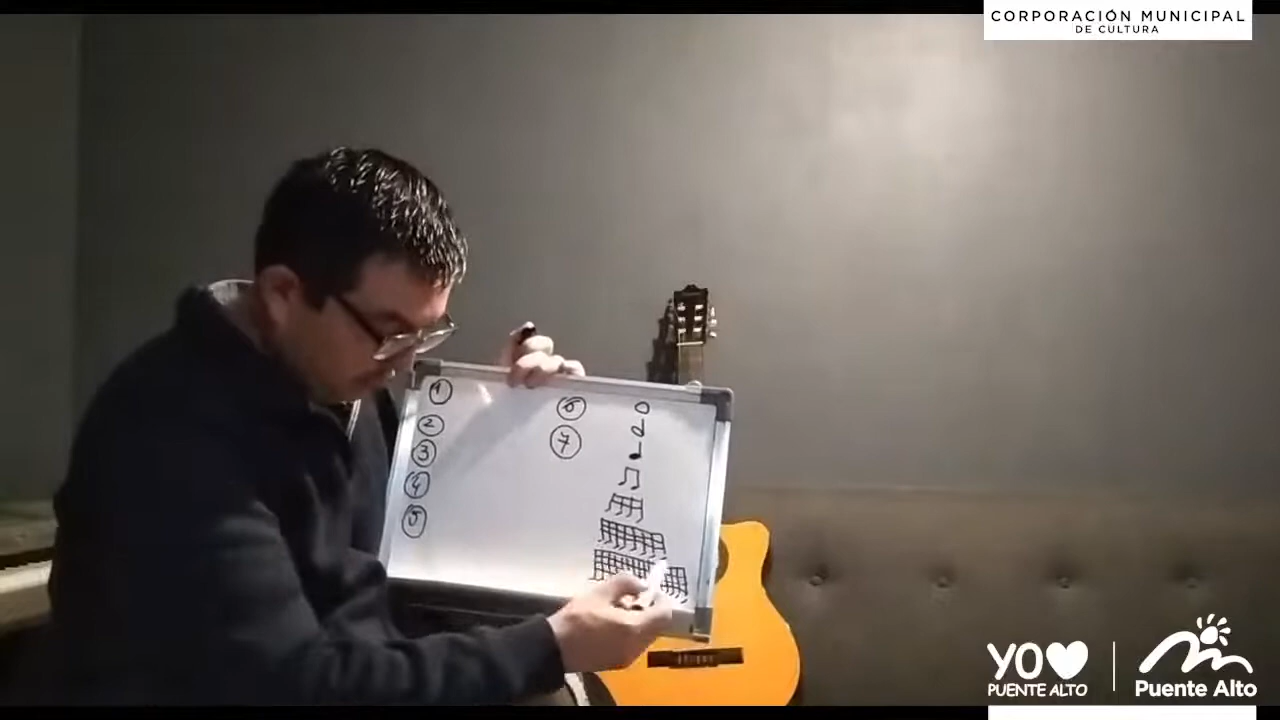 CORPORACIÓN MUNICIPAL
DE CULTURA
1
2
3
4
5
6
7
YO
PUENTE ALTO
Puente Alto